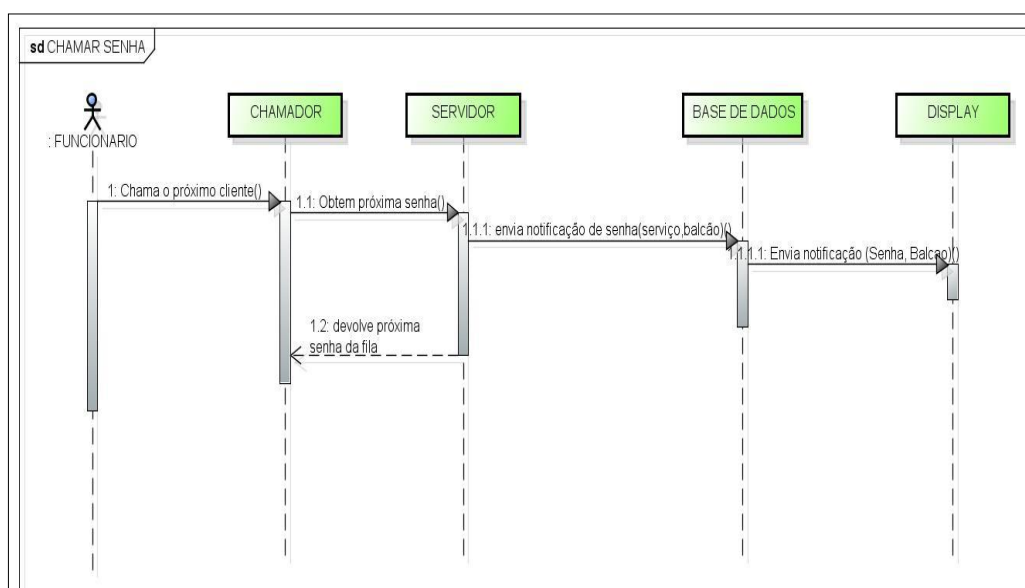 sd CHAMAR SENHA
: FUNCIONARIO
CHAMADOR
SERVIDOR
BASE DE DADOS
DISPLAY
1: Chama o próximo cliente()
1.1: Obtem próxima senha()
1.1.1: envia notificação de senha(serviço,balcão)()
1.1.1.1: Envia notificação (Senha, Balcao)()
1.2: devolve próxima
senha da fila